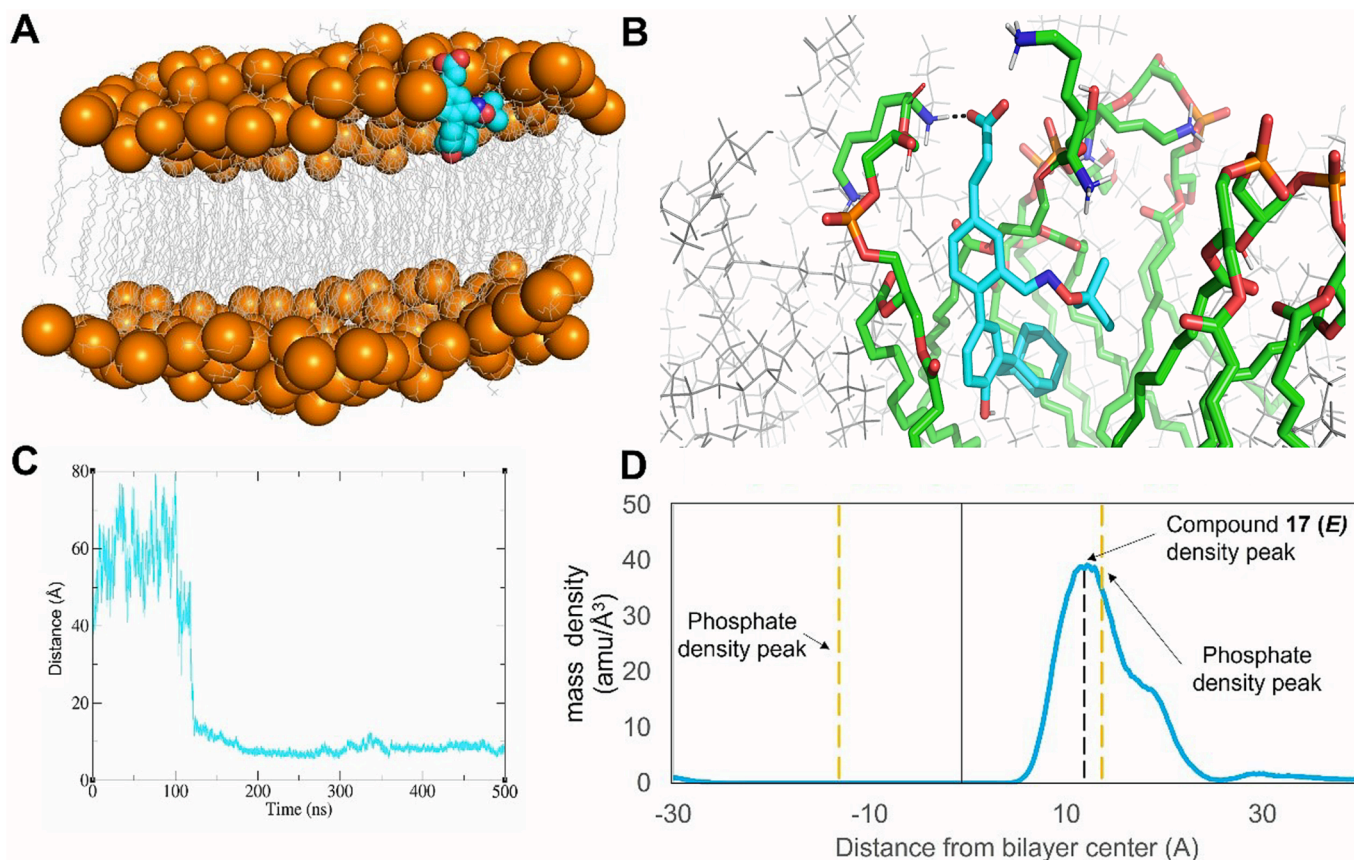 A
B
C
80
60
40
20
0
Distance (Å)
0
100
200
300
400
500
Time (ns)
D
50
40
30
20
10
0
mass density
(amu/Å³)
Phosphate
density peak
Compound 17 (E)
density peak
Phosphate
density peak
-30
-10
10
30
Distance from bilayer center (A)